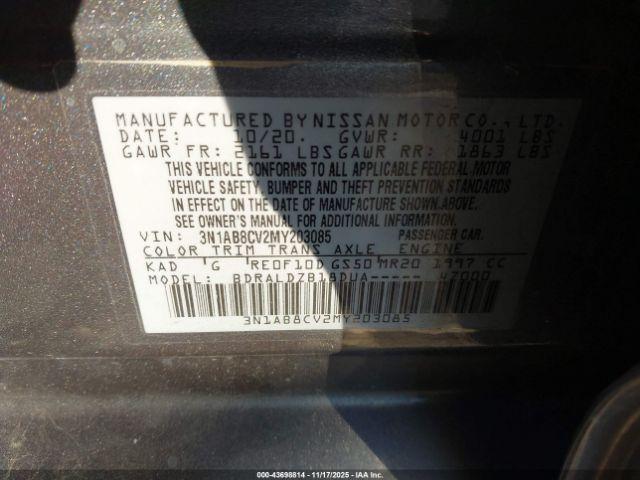 MANUFACTURED BY NISSAN MOTOR CO., LTD.
DATE: 10/20. GVWR: 4001 LBS
GAWR FR: 2161 LBS GAWR RR: 1863 LBS
THIS VEHICLE CONFORMS TO ALL APPLICABLE FEDERAL MOTOR
VEHICLE SAFETY, BUMPER AND THEFT PREVENTION STANDARDS
IN EFFECT ON THE DATE OF MANUFACTURE SHOWN ABOVE.
SEE OWNER'S MANUAL FOR ADDITIONAL INFORMATION.
VIN: 3N1AB8CV2MY203085 PASSENGER CAR.
COLOR TRIM TRANS AXLE ENGINE
KAD G RE0F10D GS50 MR20 1997 CC
MODEL: BDRALDZB18DUA----- 47000
3N1AB8CV2MY203085
000-43698814 - 11/17/2025 - IAAI.COM